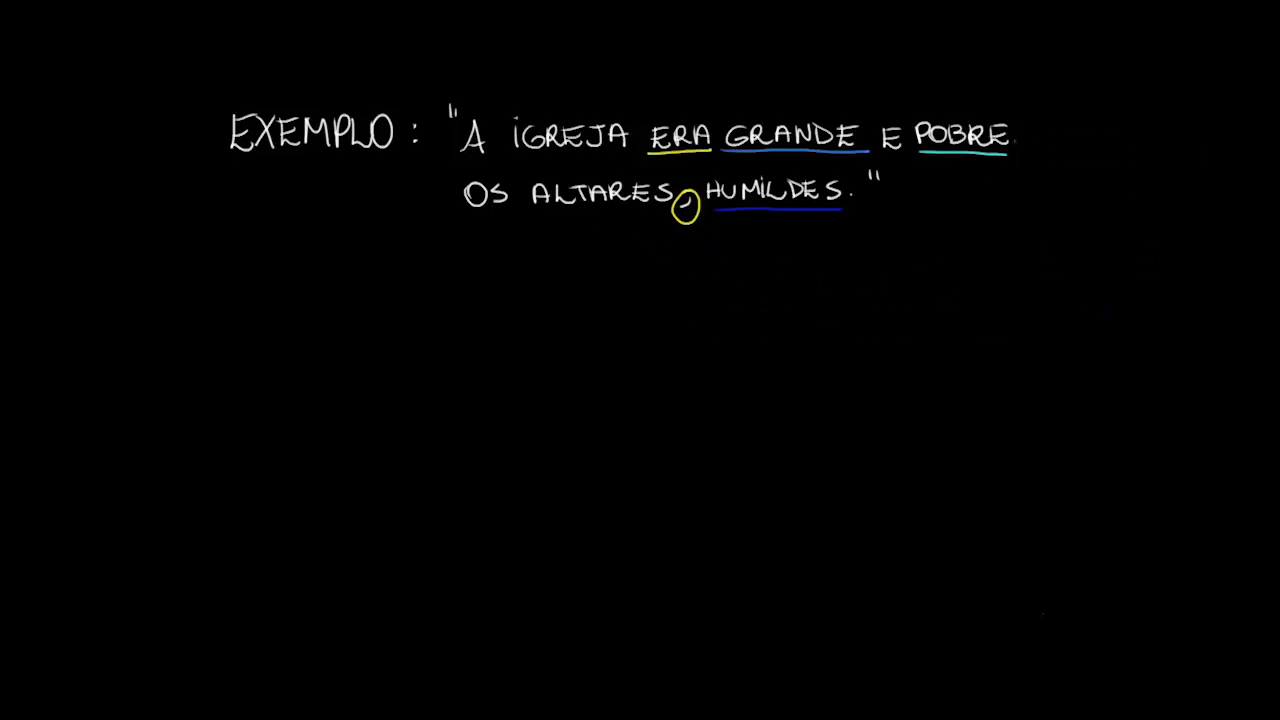 EXEMPLO: "A IGREJA ERA GRANDE E POBRE.
OS ALTARES, HUMILDES."